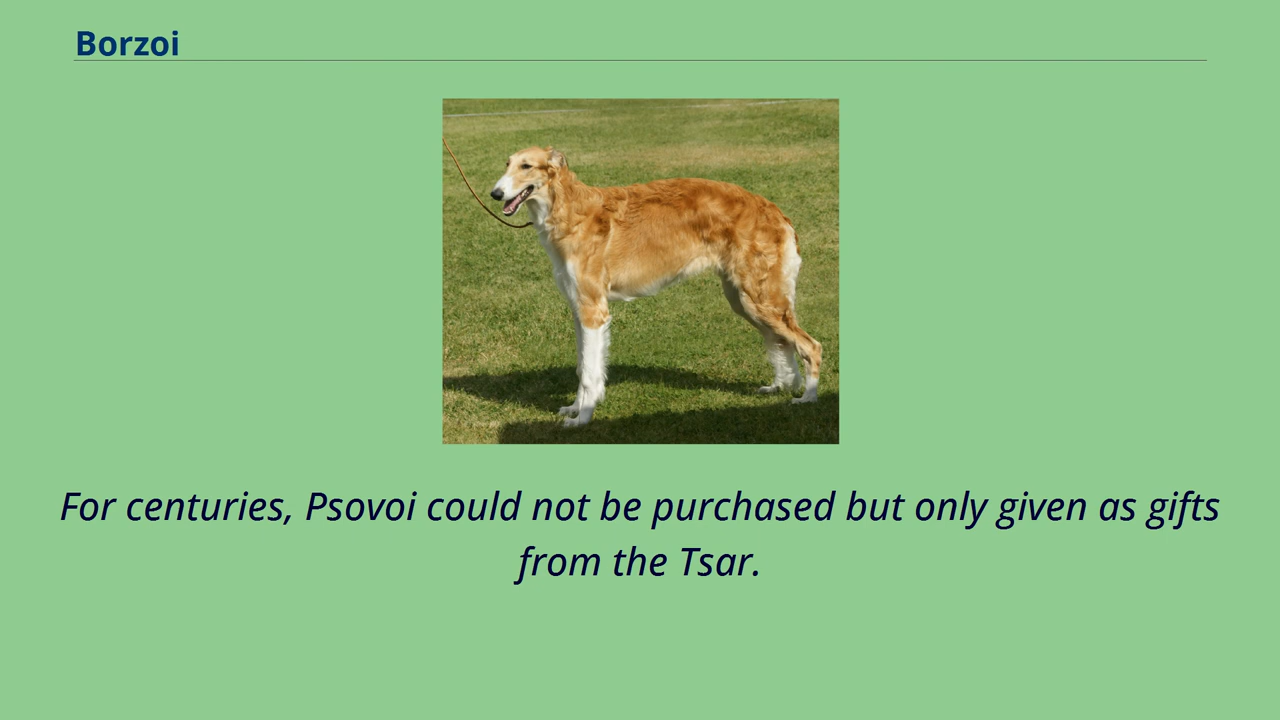 Borzoi
For centuries, Psovoi could not be purchased but only given as gifts
from the Tsar.